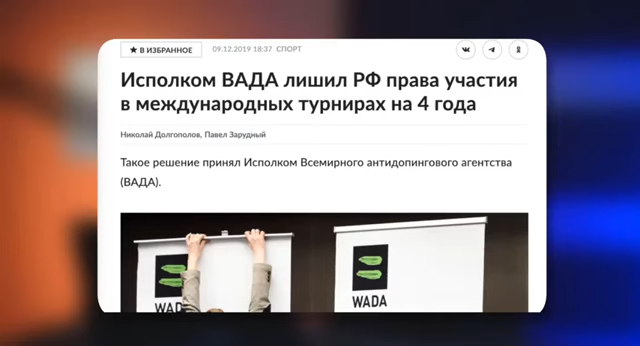 ★ В ИЗБРАННОЕ 09.12.2019 18:37 СПОРТ
Исполком ВАДА лишил РФ права участия
в международных турнирах на 4 года
Николай Долгополов, Павел Зарудный
Такое решение принял Исполком Всемирного антидопингового агентства
(ВАДА).
WADA
WADA